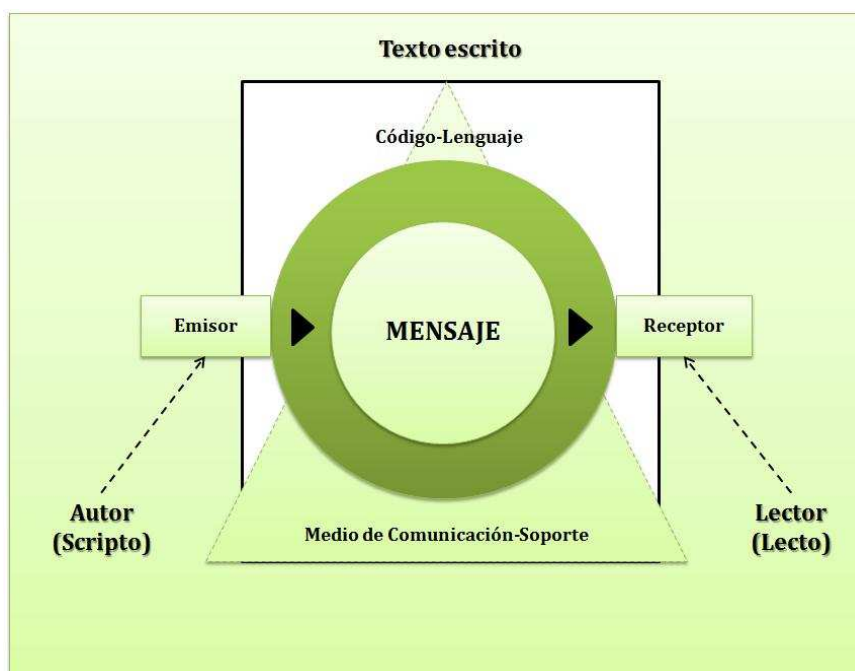 Texto escrito
Código-Lenguaje
Emisor
MENSAJE
Receptor
Autor
(Scripto)
Medio de Comunicación-Soporte
Lector
(Lecto)